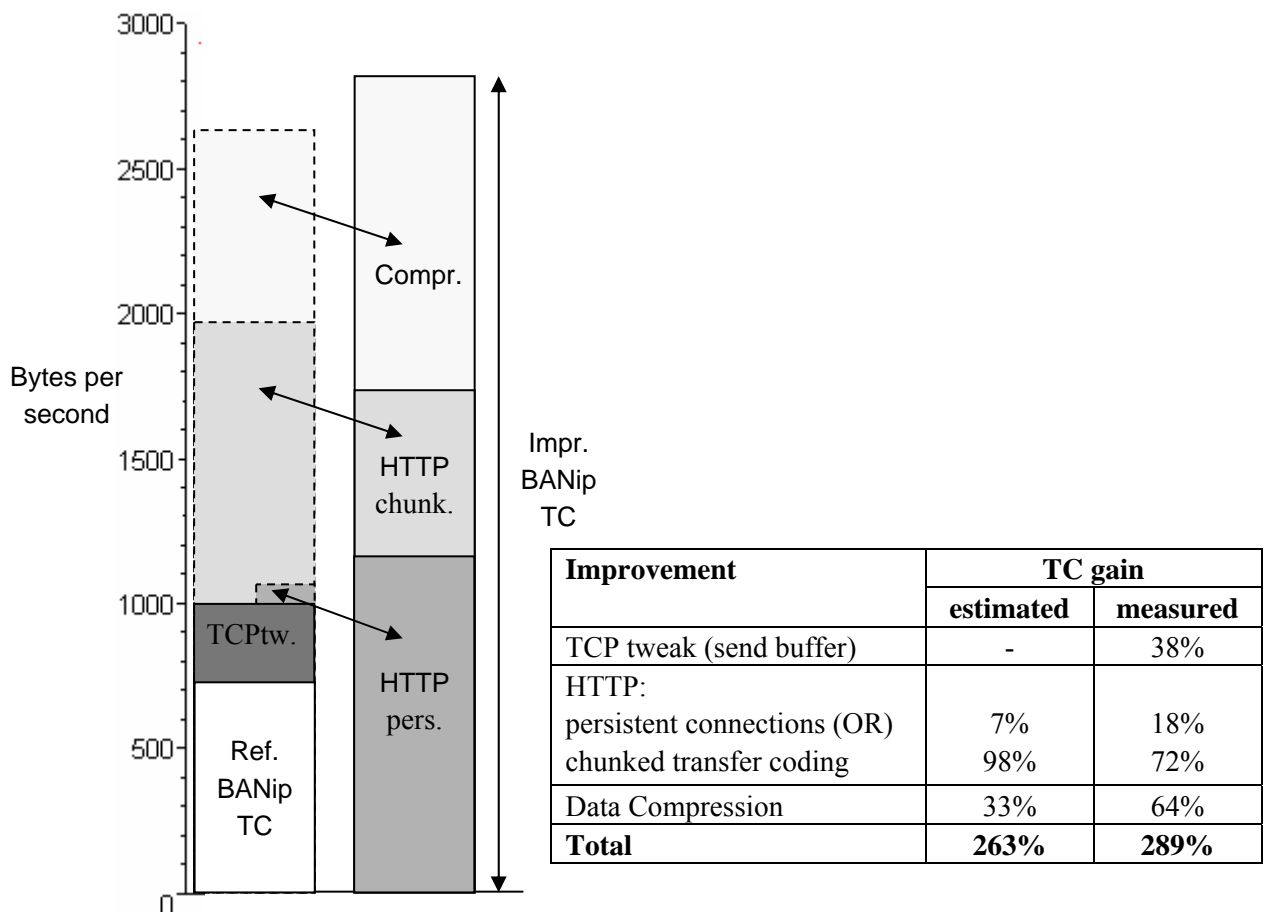 3000
2500
2000
1500
1000
500
0
Bytes per
second
TCPtw.
Ref.
BANip
TC
Compr.
HTTP
chunk.
HTTP
pers.
Impr.
BANip
TC
Improvement TC gain
estimated measured
TCP tweak (send buffer) - 38%
HTTP:
persistent connections (OR) 7% 18%
chunked transfer coding 98% 72%
Data Compression 33% 64%
Total 263% 289%